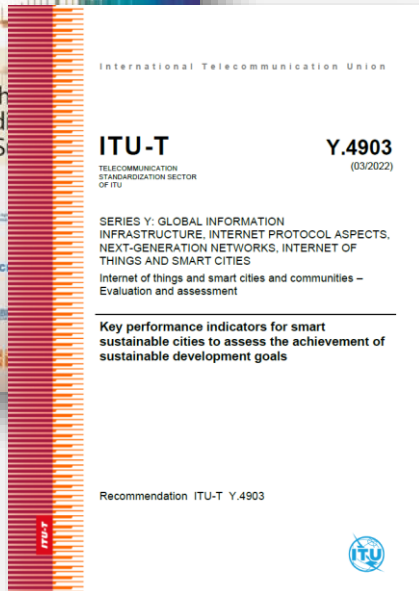 International Telecommunication Union
ITU-T
Y.4903
TELECOMMUNICATION
STANDARDIZATION SECTOR
OF ITU
(03/2022)
SERIES Y: GLOBAL INFORMATION
INFRASTRUCTURE, INTERNET PROTOCOL ASPECTS,
NEXT-GENERATION NETWORKS, INTERNET OF
THINGS AND SMART CITIES
Internet of things and smart cities and communities –
Evaluation and assessment
Key performance indicators for smart
sustainable cities to assess the achievement of
sustainable development goals
Recommendation ITU-T Y.4903
ITU-T
ITU